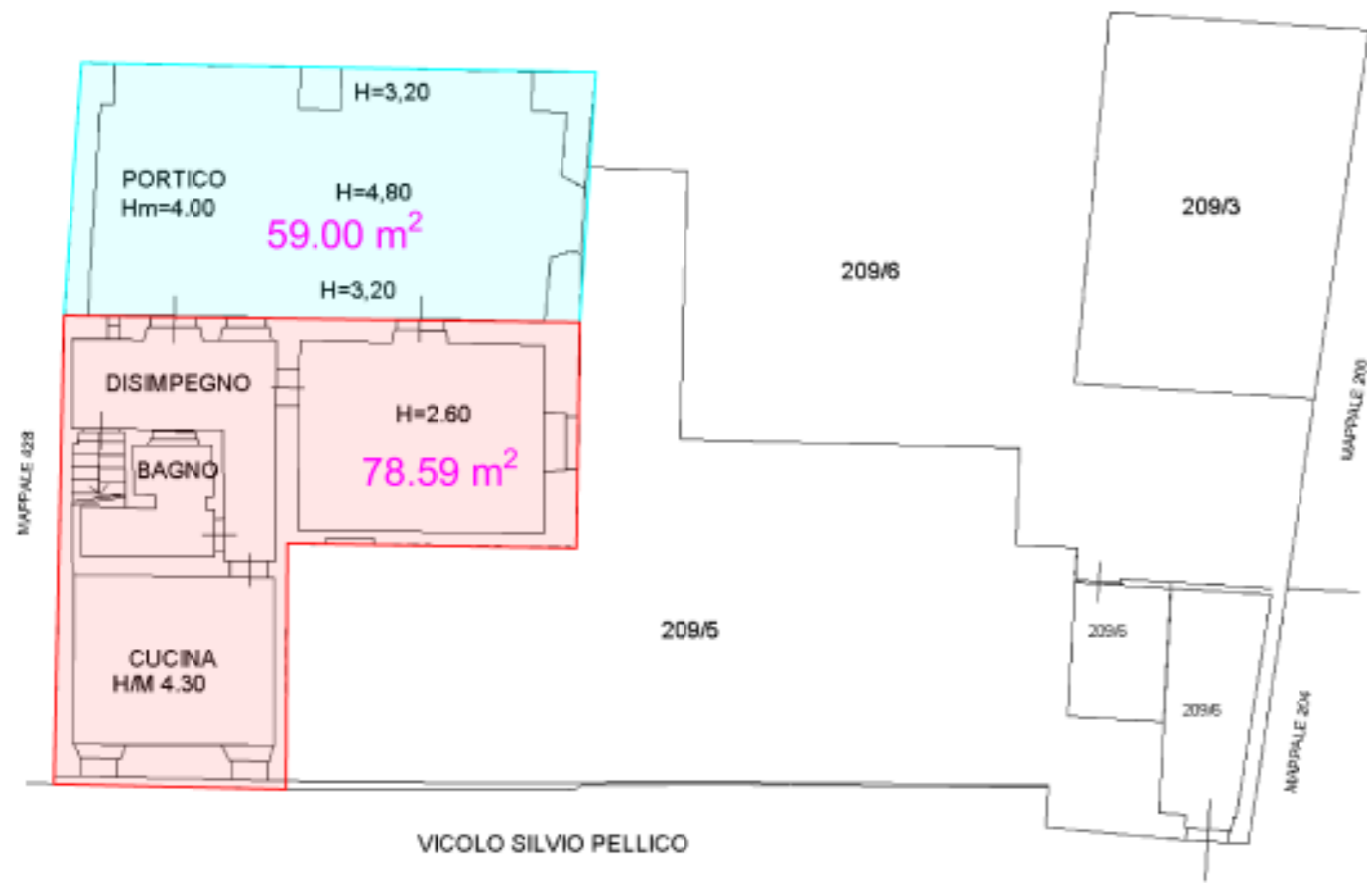 H=3,20
PORTICO
Hm=4.00
H=4,80
59.00 m²
H=3,20
209/3
209/6
DISIMPEGNO
H=2.60
BAGNO
78.59 m²
MAPPALE 428
MAPPALE 200
209/5
209/5
CUCINA
H/M 4.30
209/6
MAPPALE 204
VICOLO SILVIO PELLICO